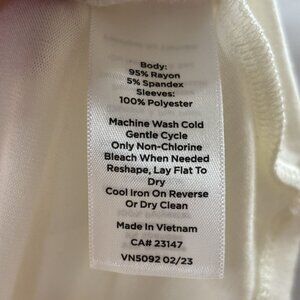 Body:
95% Rayon
5% Spandex
Sleeves:
100% Polyester
Machine Wash Cold
Gentle Cycle
Only Non-Chlorine
Bleach When Needed
Reshape, Lay Flat To
Dry
Cool Iron On Reverse
Or Dry Clean
Made In Vietnam
CA# 23147
VN5092 02/23